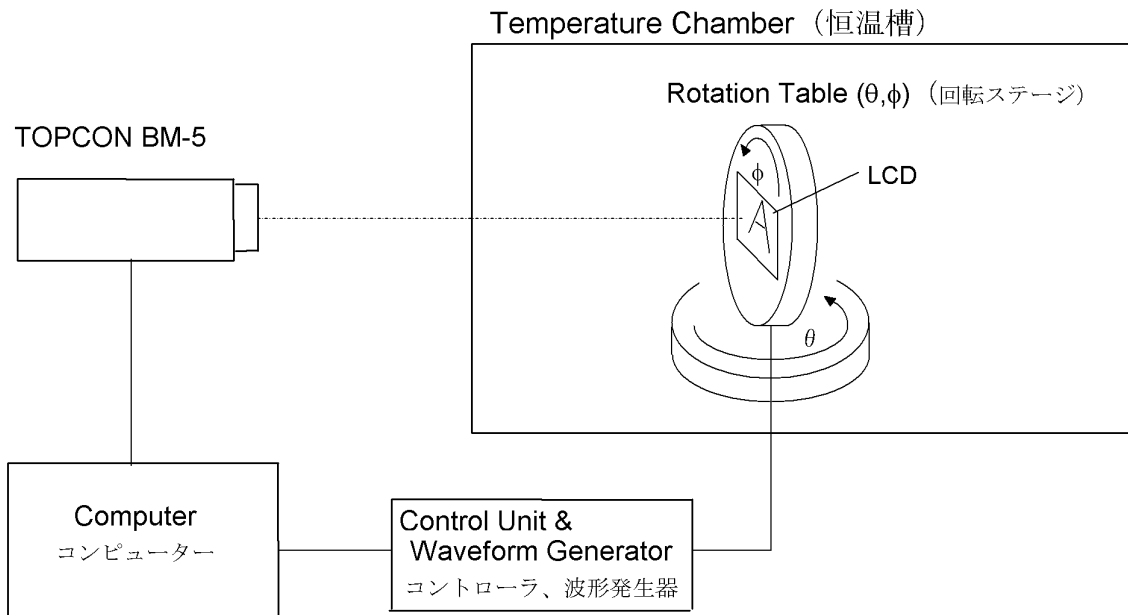 Temperature Chamber（恒温槽）
Rotation Table (θ,ϕ)（回転ステージ）
TOPCON BM-5
ϕ
LCD
A
θ
Computer
コンピューター
Control Unit &
Waveform Generator
コントローラ、波形発生器